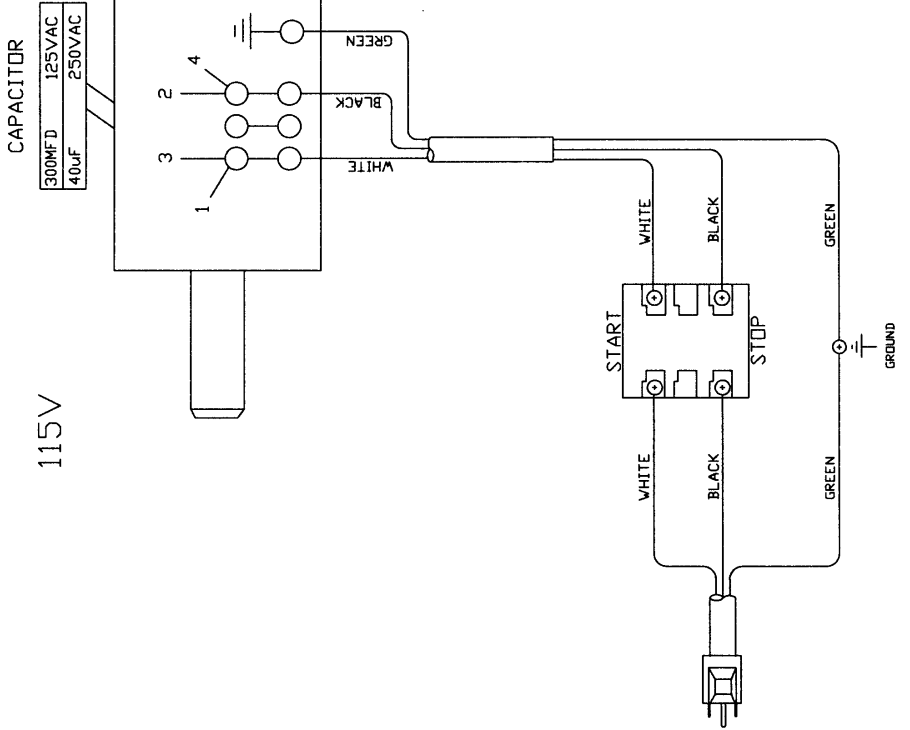 CAPACITOR
300MFD 125VAC
40uF 250VAC
115V
4
2
3
1
GREEN
BLACK
WHITE
WHITE
BLACK
GREEN
START
STOP
GROUND
WHITE
BLACK
GREEN